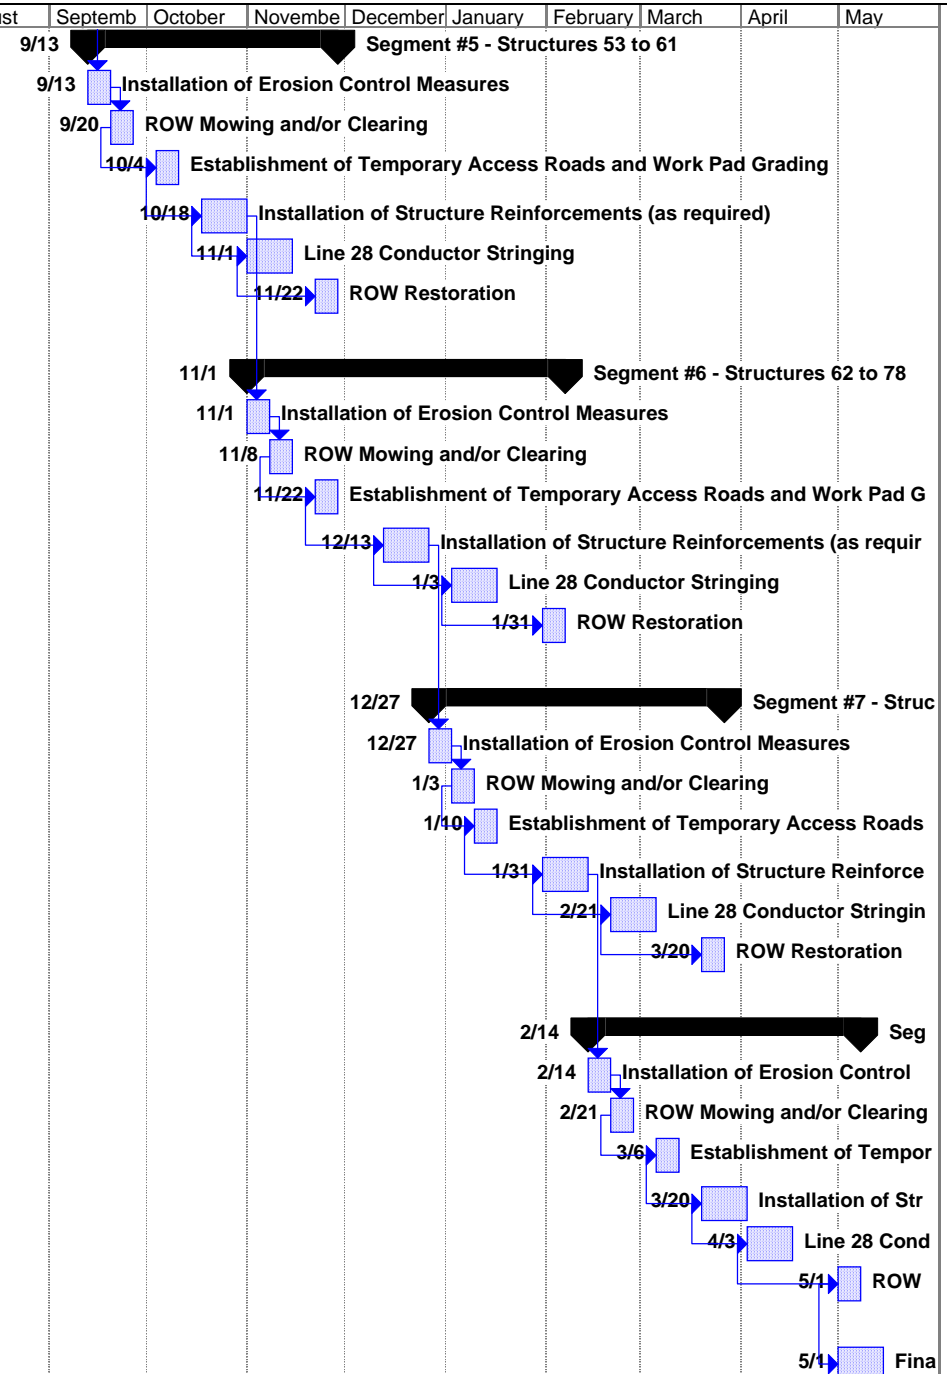 ust Septemb October Novembe December January February March April May
9/13 Segment #5 - Structures 53 to 61
9/13 Installation of Erosion Control Measures
9/20 ROW Mowing and/or Clearing
10/4 Establishment of Temporary Access Roads and Work Pad Grading
10/18 Installation of Structure Reinforcements (as required)
11/1 Line 28 Conductor Stringing
11/22 ROW Restoration
11/1 Segment #6 - Structures 62 to 78
11/1 Installation of Erosion Control Measures
11/8 ROW Mowing and/or Clearing
11/22 Establishment of Temporary Access Roads and Work Pad G
12/13 Installation of Structure Reinforcements (as requir
1/3 Line 28 Conductor Stringing
1/31 ROW Restoration
12/27 Segment #7 - Struc
12/27 Installation of Erosion Control Measures
1/3 ROW Mowing and/or Clearing
1/10 Establishment of Temporary Access Roads
1/31 Installation of Structure Reinforce
2/21 Line 28 Conductor Stringin
3/20 ROW Restoration
2/14 Seg
2/14 Installation of Erosion Control
2/21 ROW Mowing and/or Clearing
3/6 Establishment of Tempor
3/20 Installation of Str
4/3 Line 28 Cond
5/1 ROW
5/1 Fina